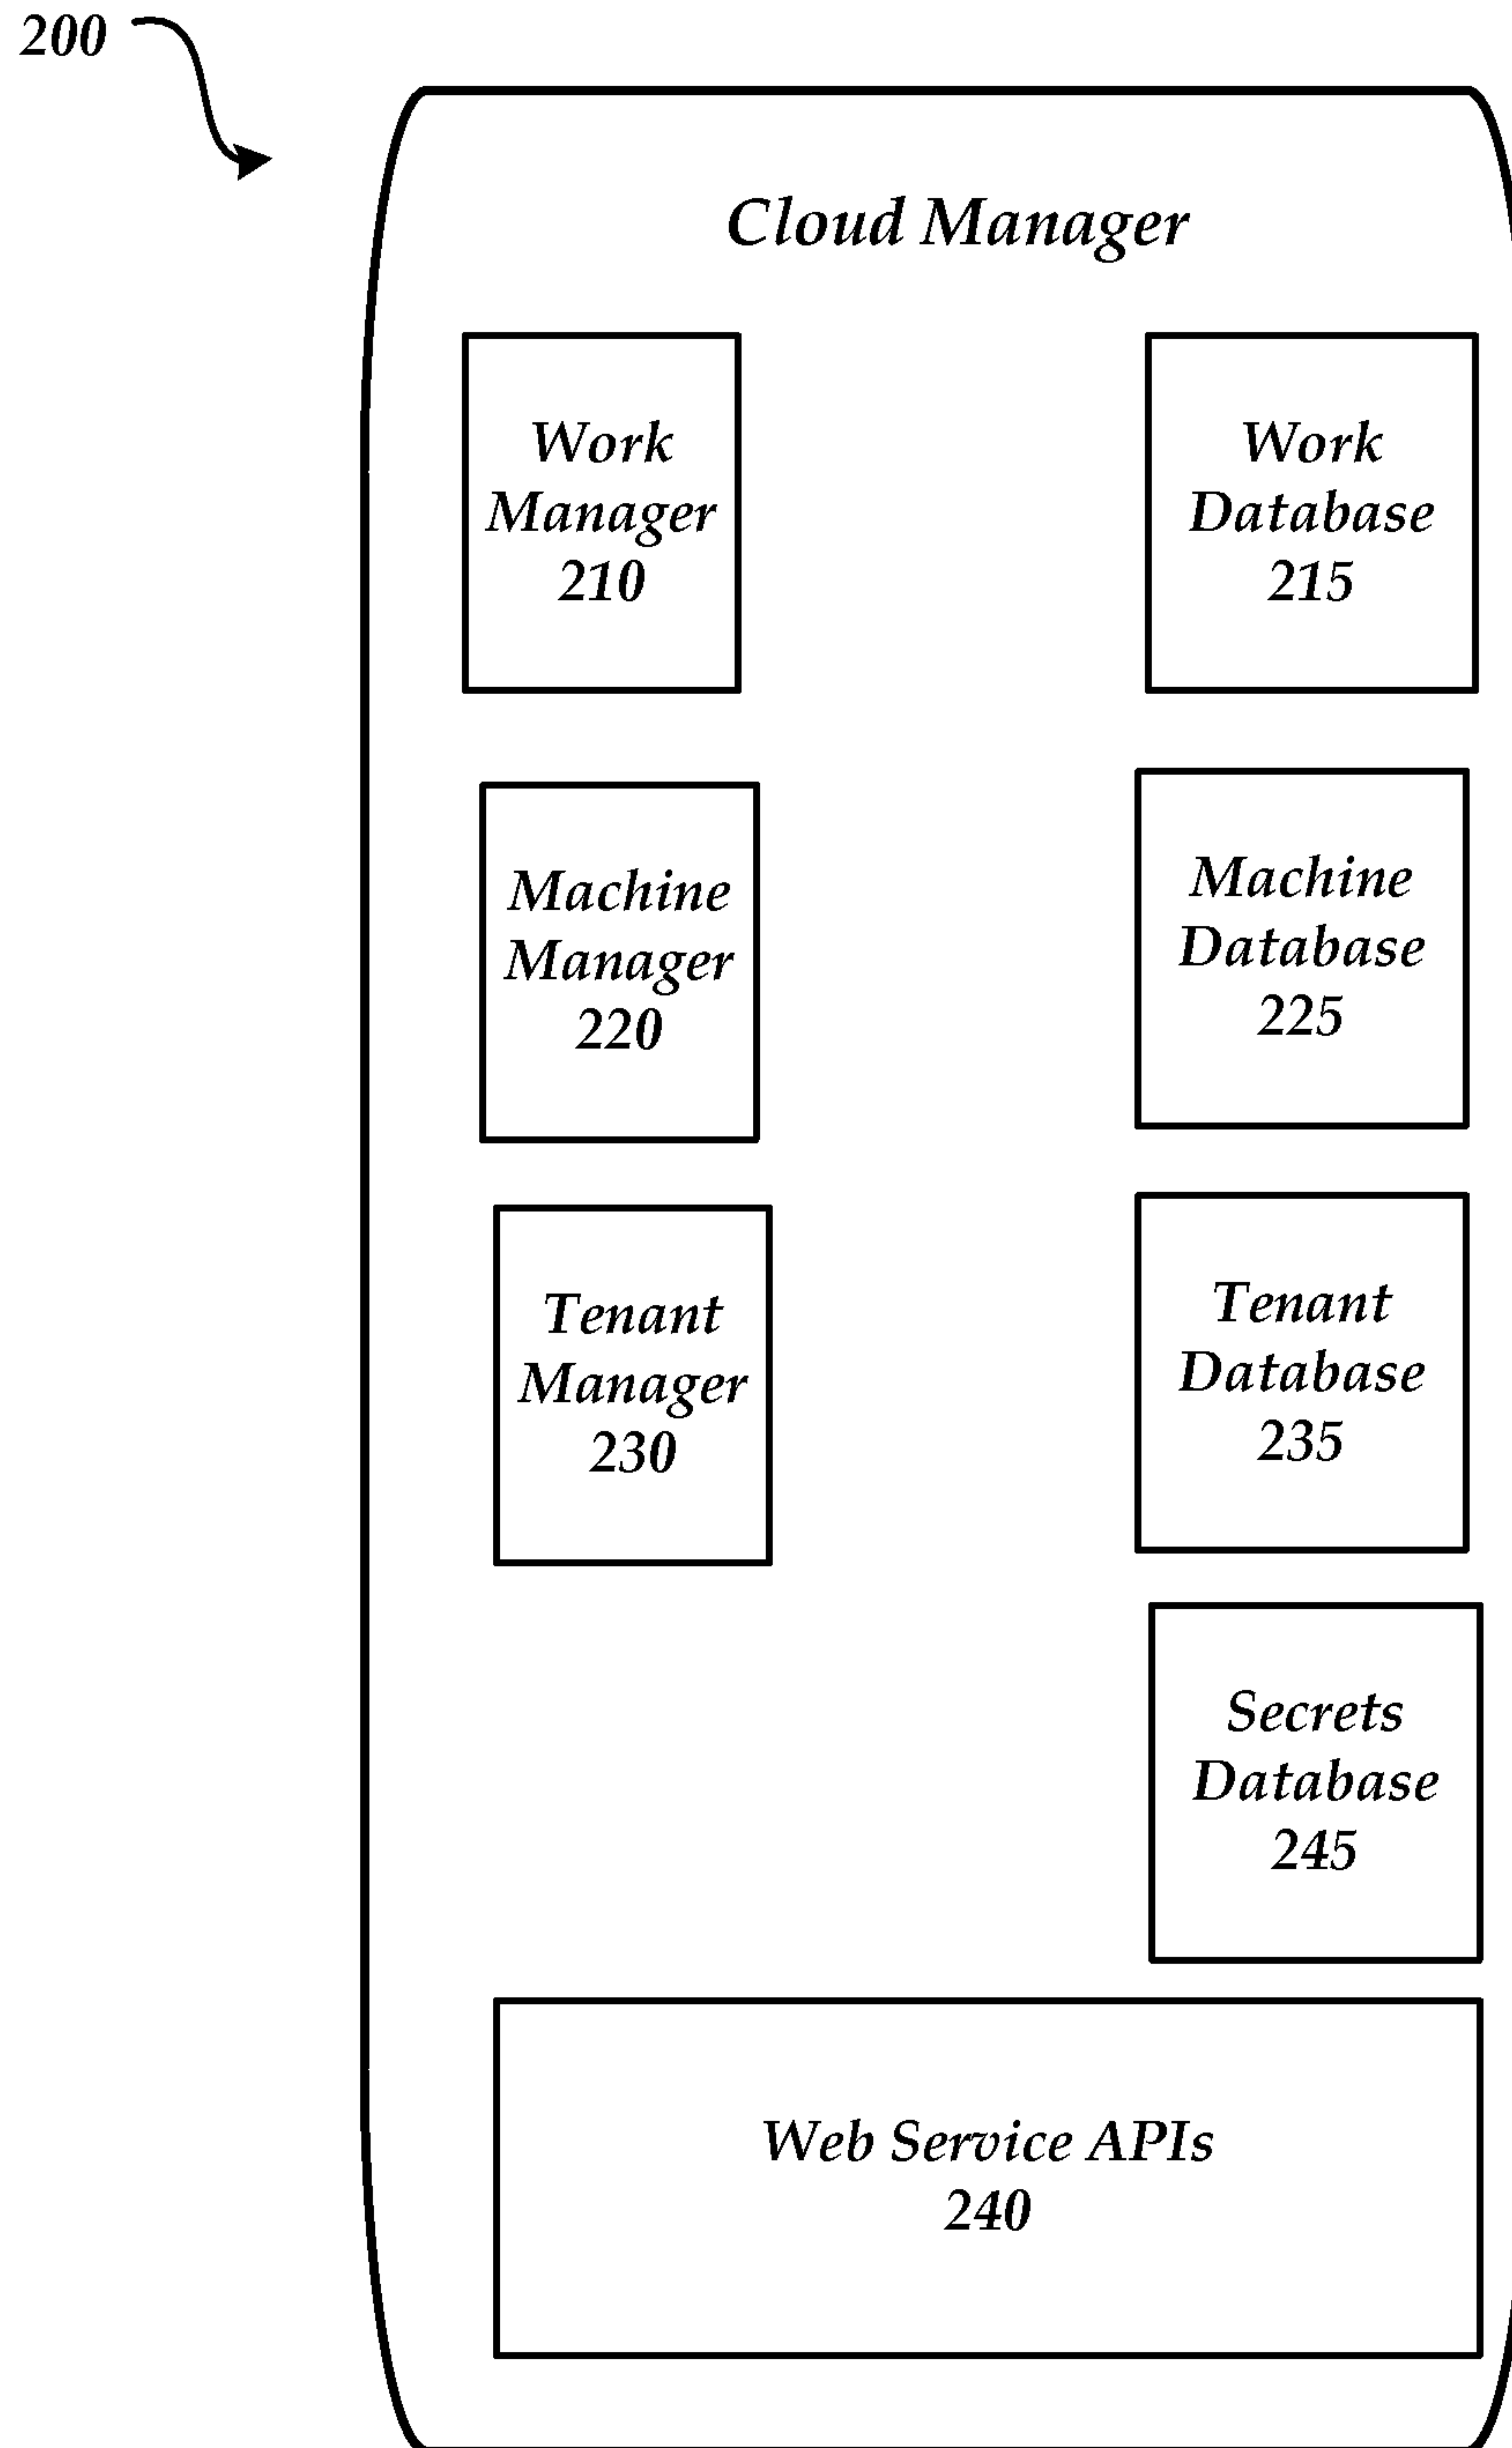 200
Cloud Manager
Work
Manager
210
Work
Database
215
Machine
Manager
220
Machine
Database
225
Tenant
Manager
230
Tenant
Database
235
Secrets
Database
245
Web Service APIs
240